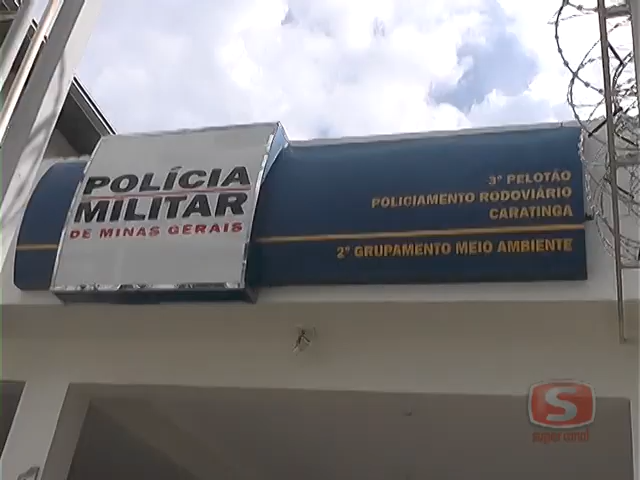 POLÍCIA
MILITAR
DE MINAS GERAIS
3º PELOTÃO
POLICIAMENTO RODOVIÁRIO
CARATINGA
2º GRUPAMENTO MEIO AMBIENTE
S
super canal